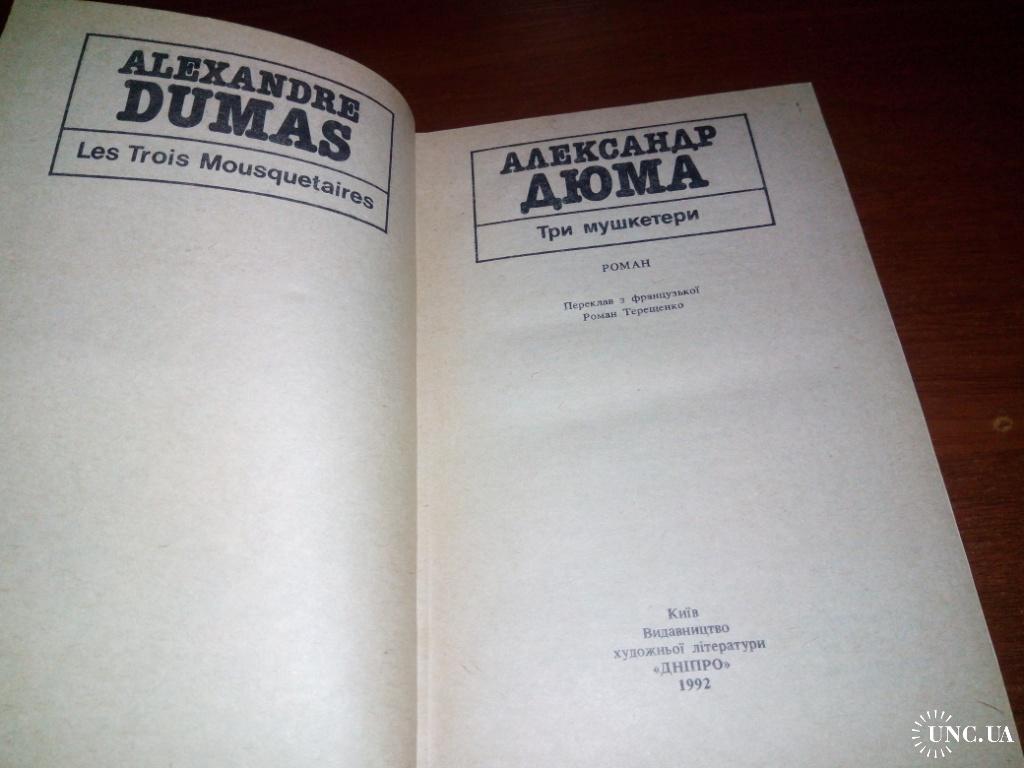 ALEXANDRE
DUMAS
Les Trois Mousquetaires
АЛЕКСАНДР
ДЮМА
Три мушкетери
РОМАН
Переклав з французької
Роман Терещенко
Київ
Видавництво
художньої літератури
«ДНІПРО»
1992
UNC.UA